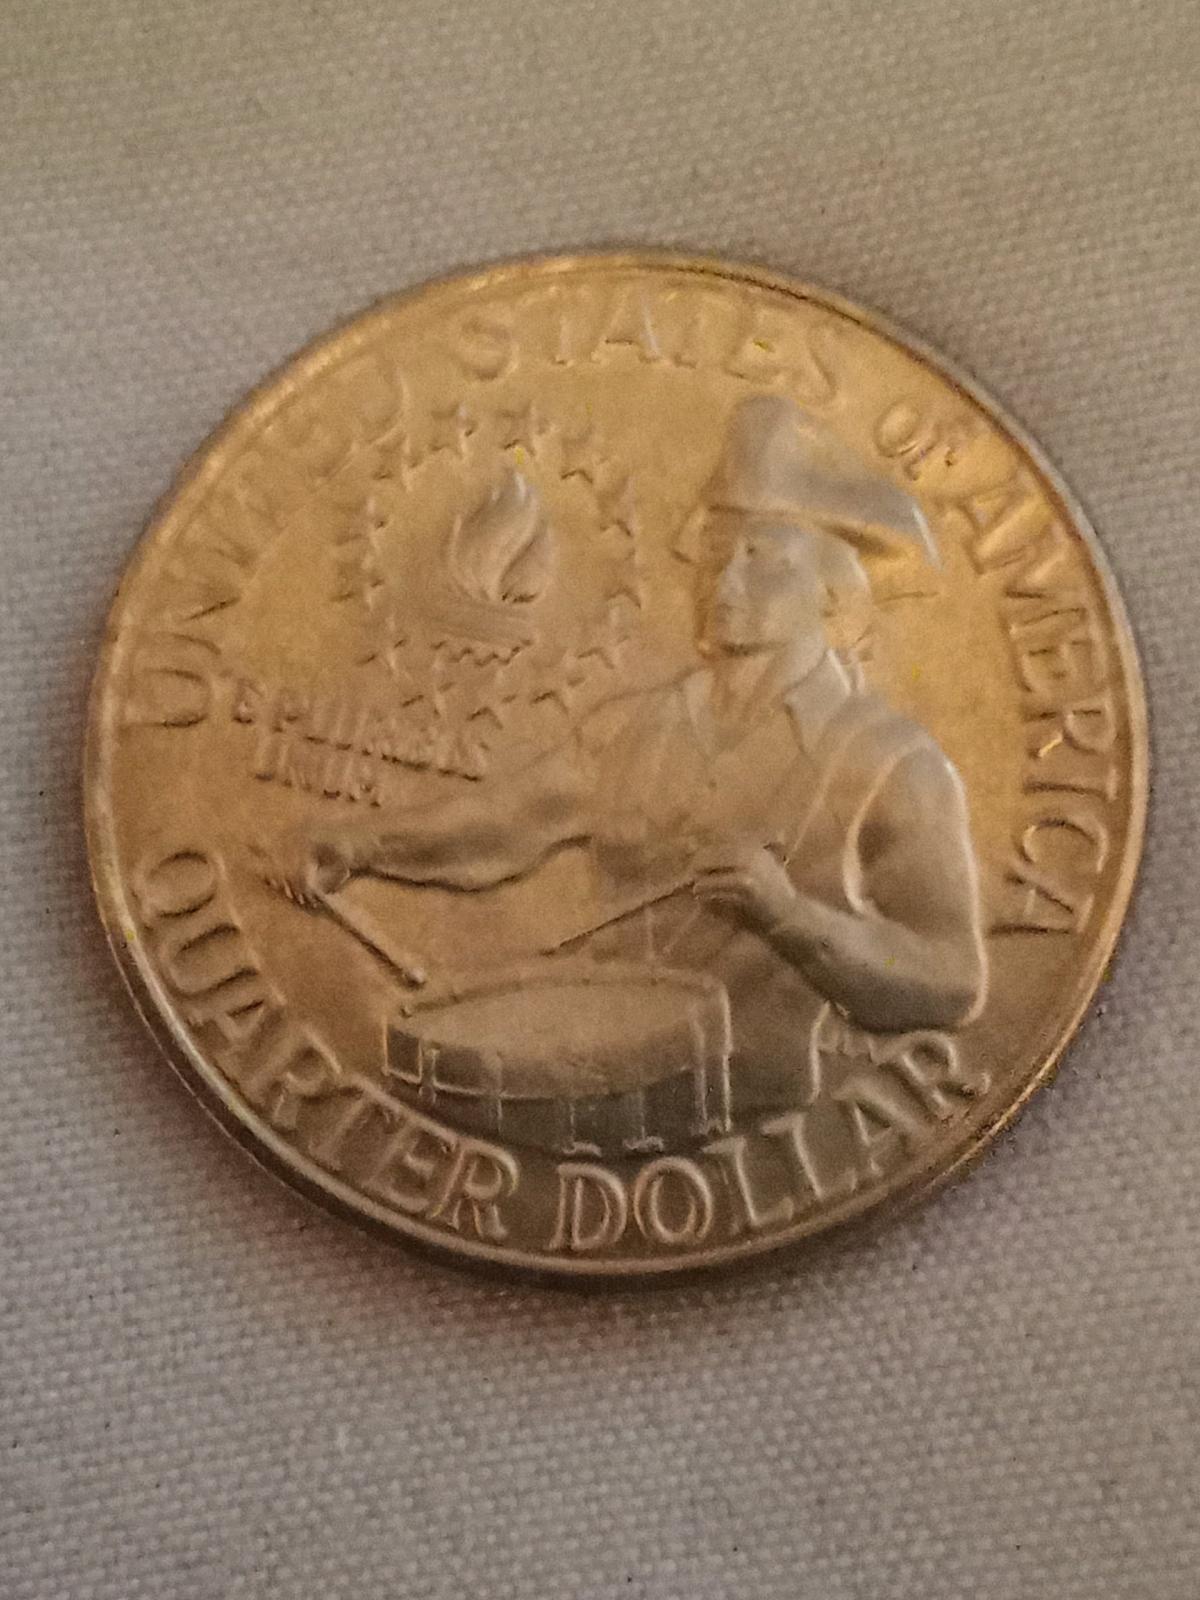 UNITED STATES OF AMERICA
E PLURIBUS
UNUM
QUARTER DOLLAR